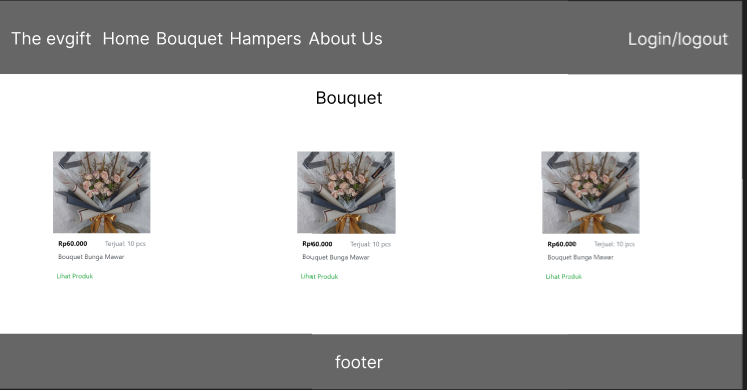 The evgift Home Bouquet Hampers About Us Login/logout
Bouquet
Rp60.000 Terjual: 10 pcs
Bouquet Bunga Mawar
Lihat Produk
Rp60.000 Terjual: 10 pcs
Bouquet Bunga Mawar
Lihat Produk
Rp60.000 Terjual: 10 pcs
Bouquet Bunga Mawar
Lihat Produk
footer